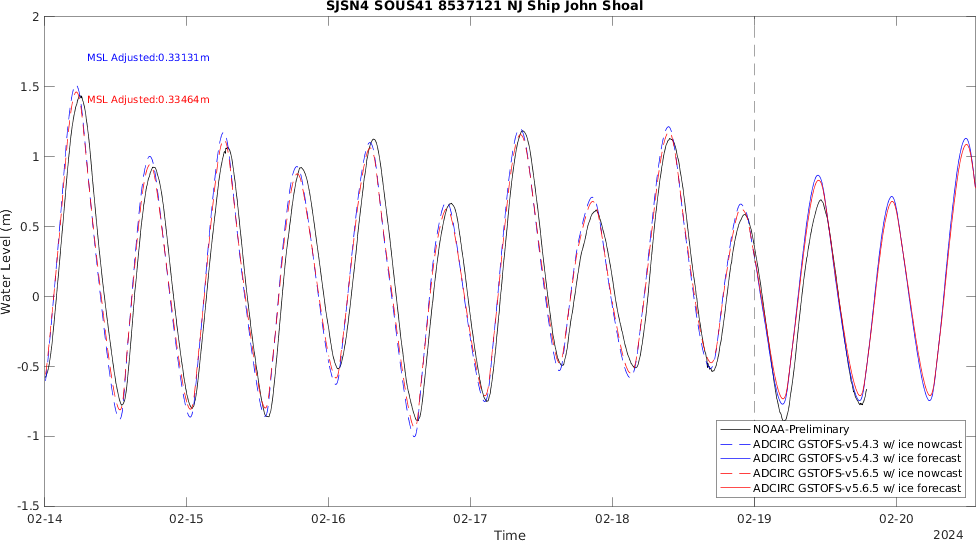 SJSN4 SOUS41 8537121 NJ Ship John Shoal
2
1.5
1
0.5
0
-0.5
-1
-1.5
Water Level (m)
MSL Adjusted:0.33131m
MSL Adjusted:0.33464m
NOAA-Preliminary
ADCIRC GSTOFS-v5.4.3 w/ ice nowcast
ADCIRC GSTOFS-v5.4.3 w/ ice forecast
ADCIRC GSTOFS-v5.6.5 w/ ice nowcast
ADCIRC GSTOFS-v5.6.5 w/ ice forecast
02-14 02-15 02-16 02-17 02-18 02-19 02-20
Time
2024